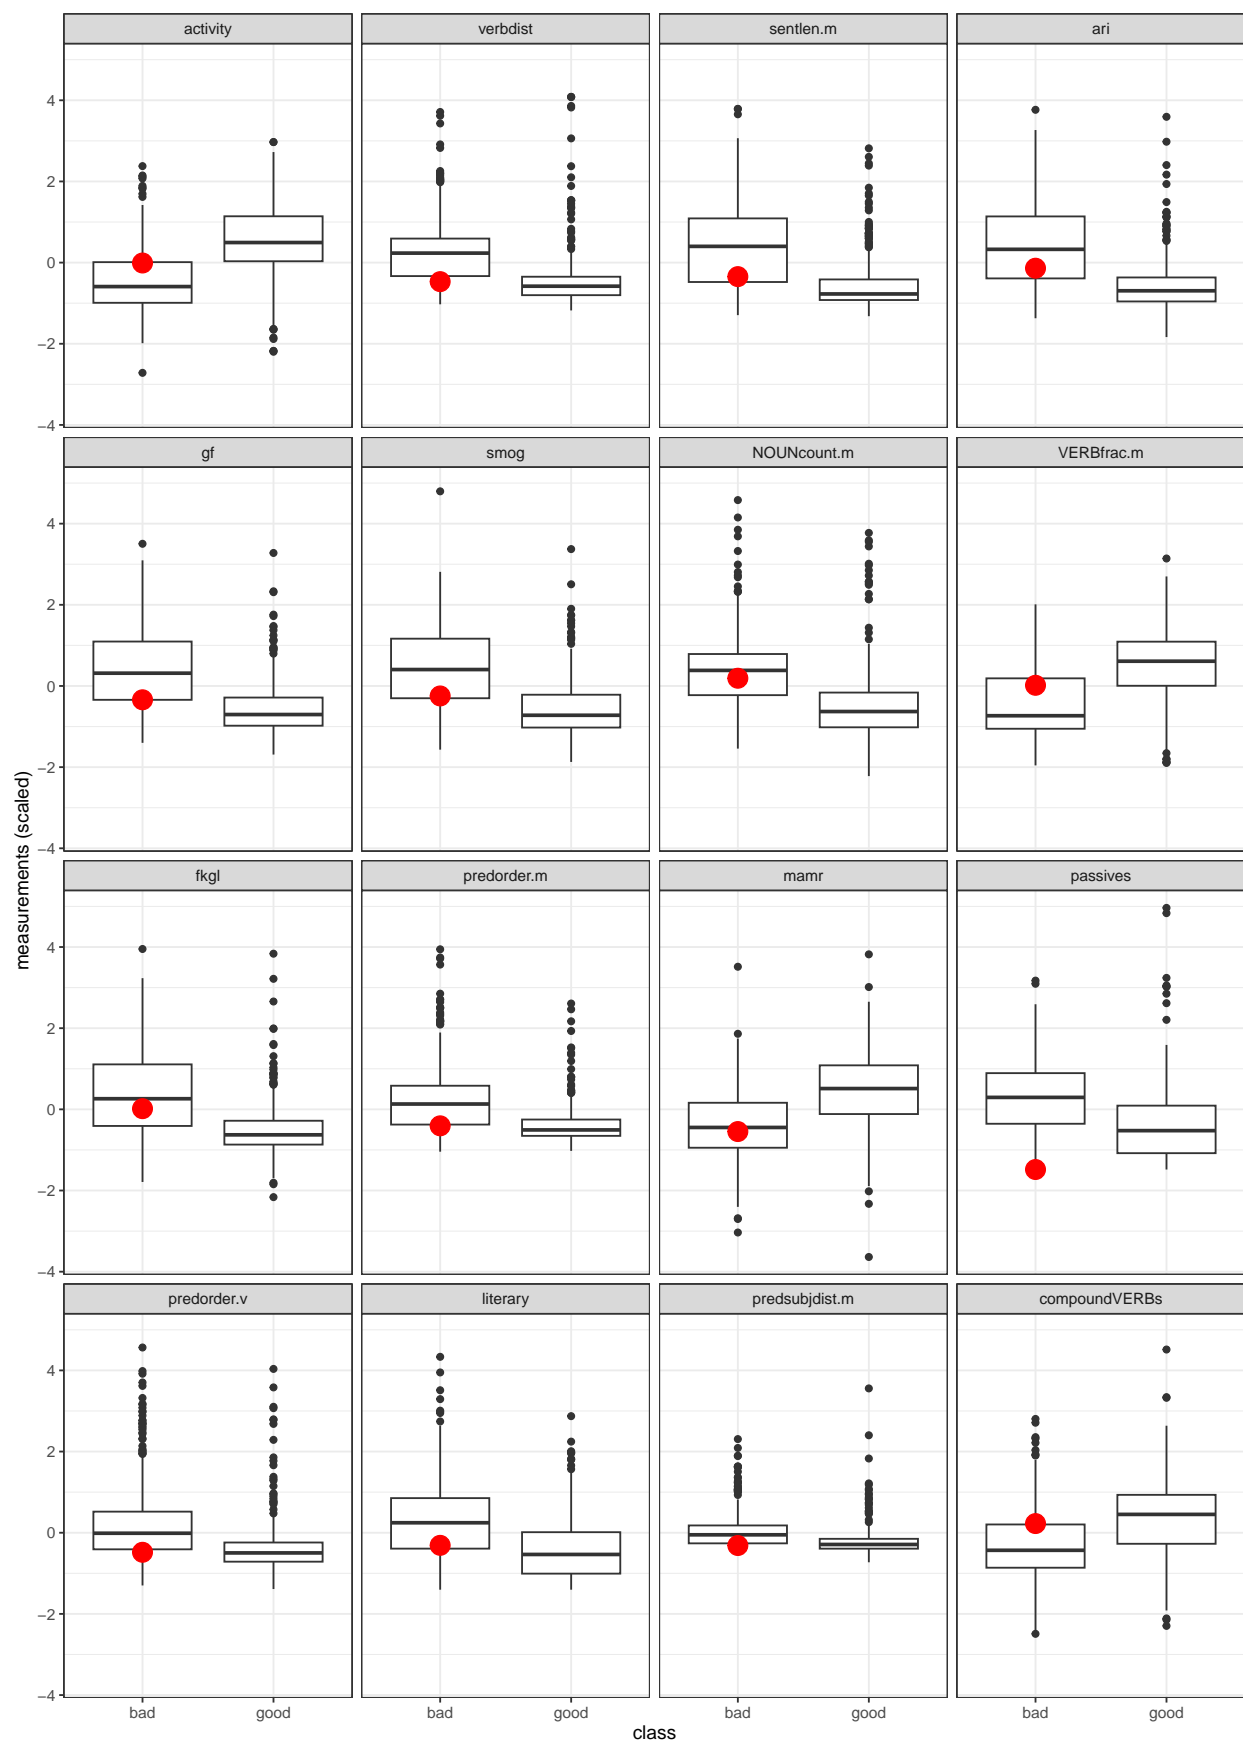 activity verbdist sentlen.m ari
4
2
0
−2
−4
gf smog NOUNcount.m VERBfrac.m
4
2
0
−2
−4
measurements (scaled)
fkgl predorder.m mamr passives
4
2
0
−2
−4
predorder.v literary predsubjdist.m compoundVERBs
4
2
0
−2
−4
bad good bad good bad good bad good
class